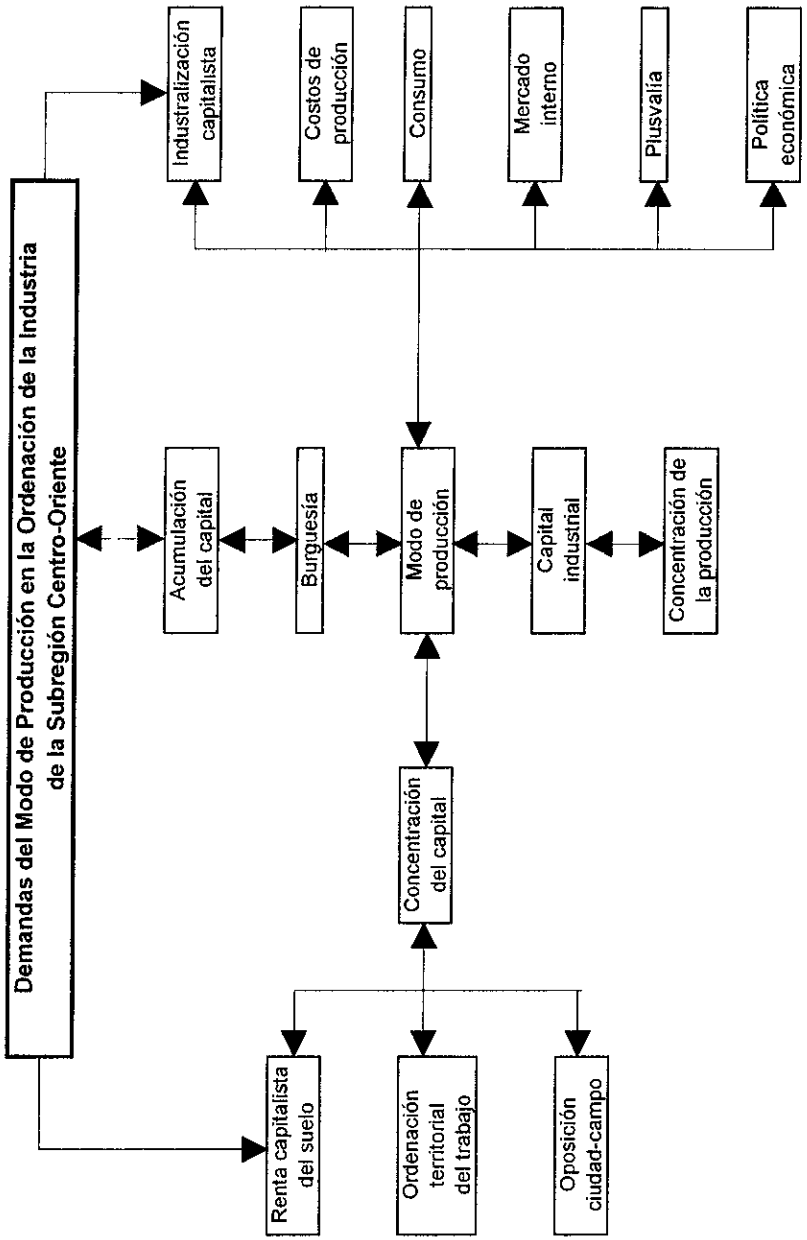 Demandas del Modo de Producción en la Ordenación de la Industria
de la Subregión Centro-Oriente
Renta capitalista
del suelo
Ordenación
territorial
del trabajo
Oposición
ciudad-campo
Concentración
del capital
Acumulación
del capital
Burguesía
Modo de
producción
Capital
industrial
Concentración de
la producción
Industralización
capitalista
Costos de
producción
Consumo
Mercado
interno
Plusvalía
Política
económica